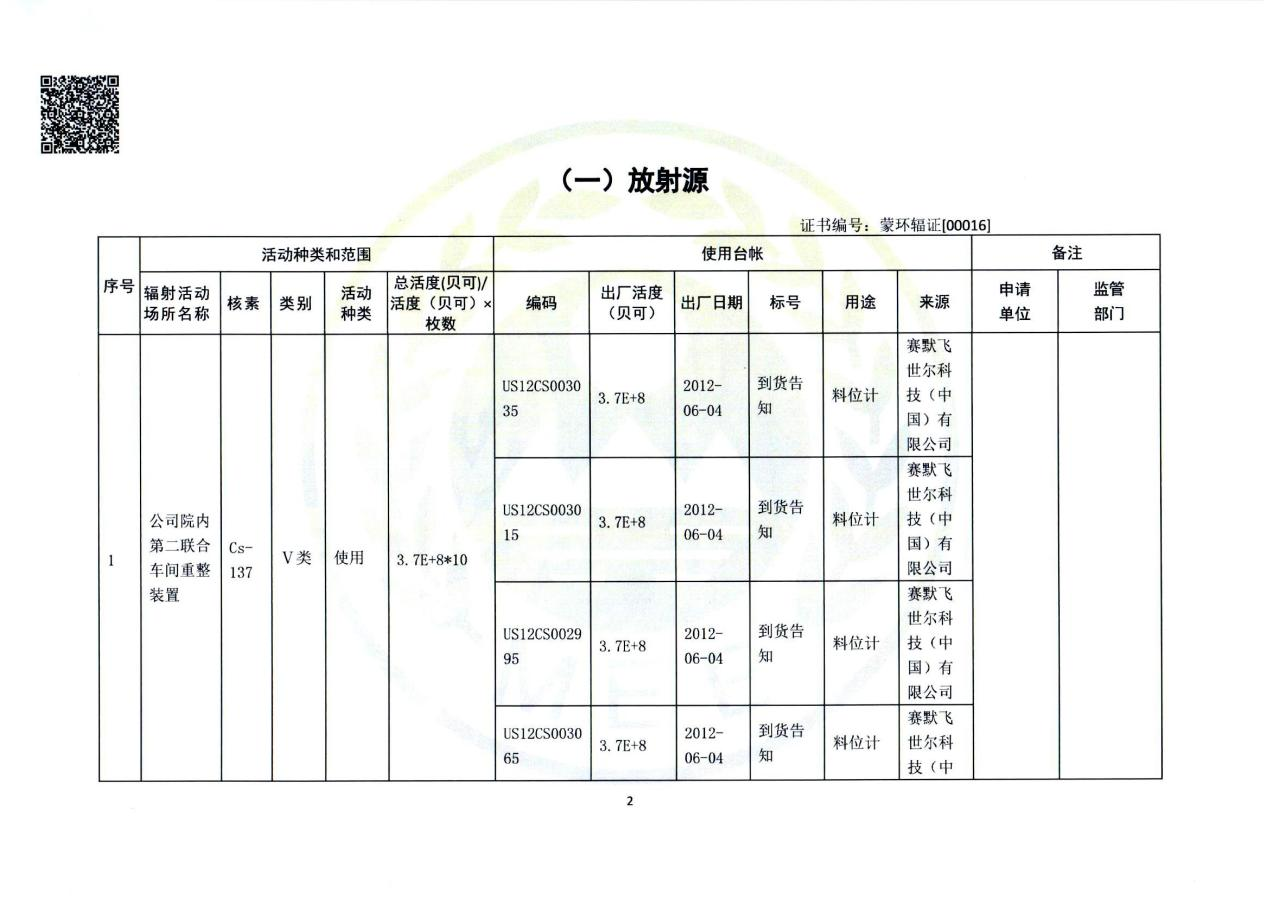 （一）放射源
证书编号：蒙环辐证[00016]
序号
活动种类和范围
使用台帐
备注
辐射活动
场所名称
核素
类别
活动
种类
总活度(贝可)/
活度（贝可）×
枚数
编码
出厂活度
（贝可）
出厂日期
标号
用途
来源
申请
单位
监管
部门
1
公司院内
第二联合
车间重整
装置
Cs-
137
Ⅴ类
使用
3.7E+8*10
US12CS0030
35
3.7E+8
2012-
06-04
到货告
知
料位计
赛默飞
世尔科
技（中
国）有
限公司
US12CS0030
15
3.7E+8
2012-
06-04
到货告
知
料位计
赛默飞
世尔科
技（中
国）有
限公司
US12CS0029
95
3.7E+8
2012-
06-04
到货告
知
料位计
赛默飞
世尔科
技（中
国）有
限公司
US12CS0030
65
3.7E+8
2012-
06-04
到货告
知
料位计
赛默飞
世尔科
技（中
2
MEE